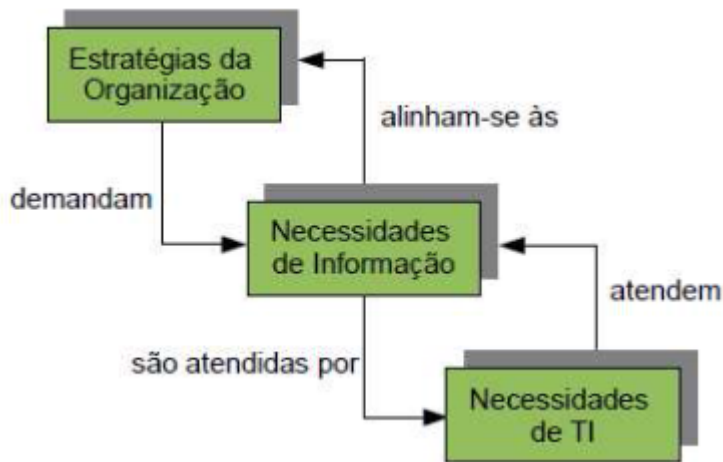 Estratégias da
Organização
alinham-se às
demandam
Necessidades
de Informação
atendem
são atendidas por
Necessidades
de TI